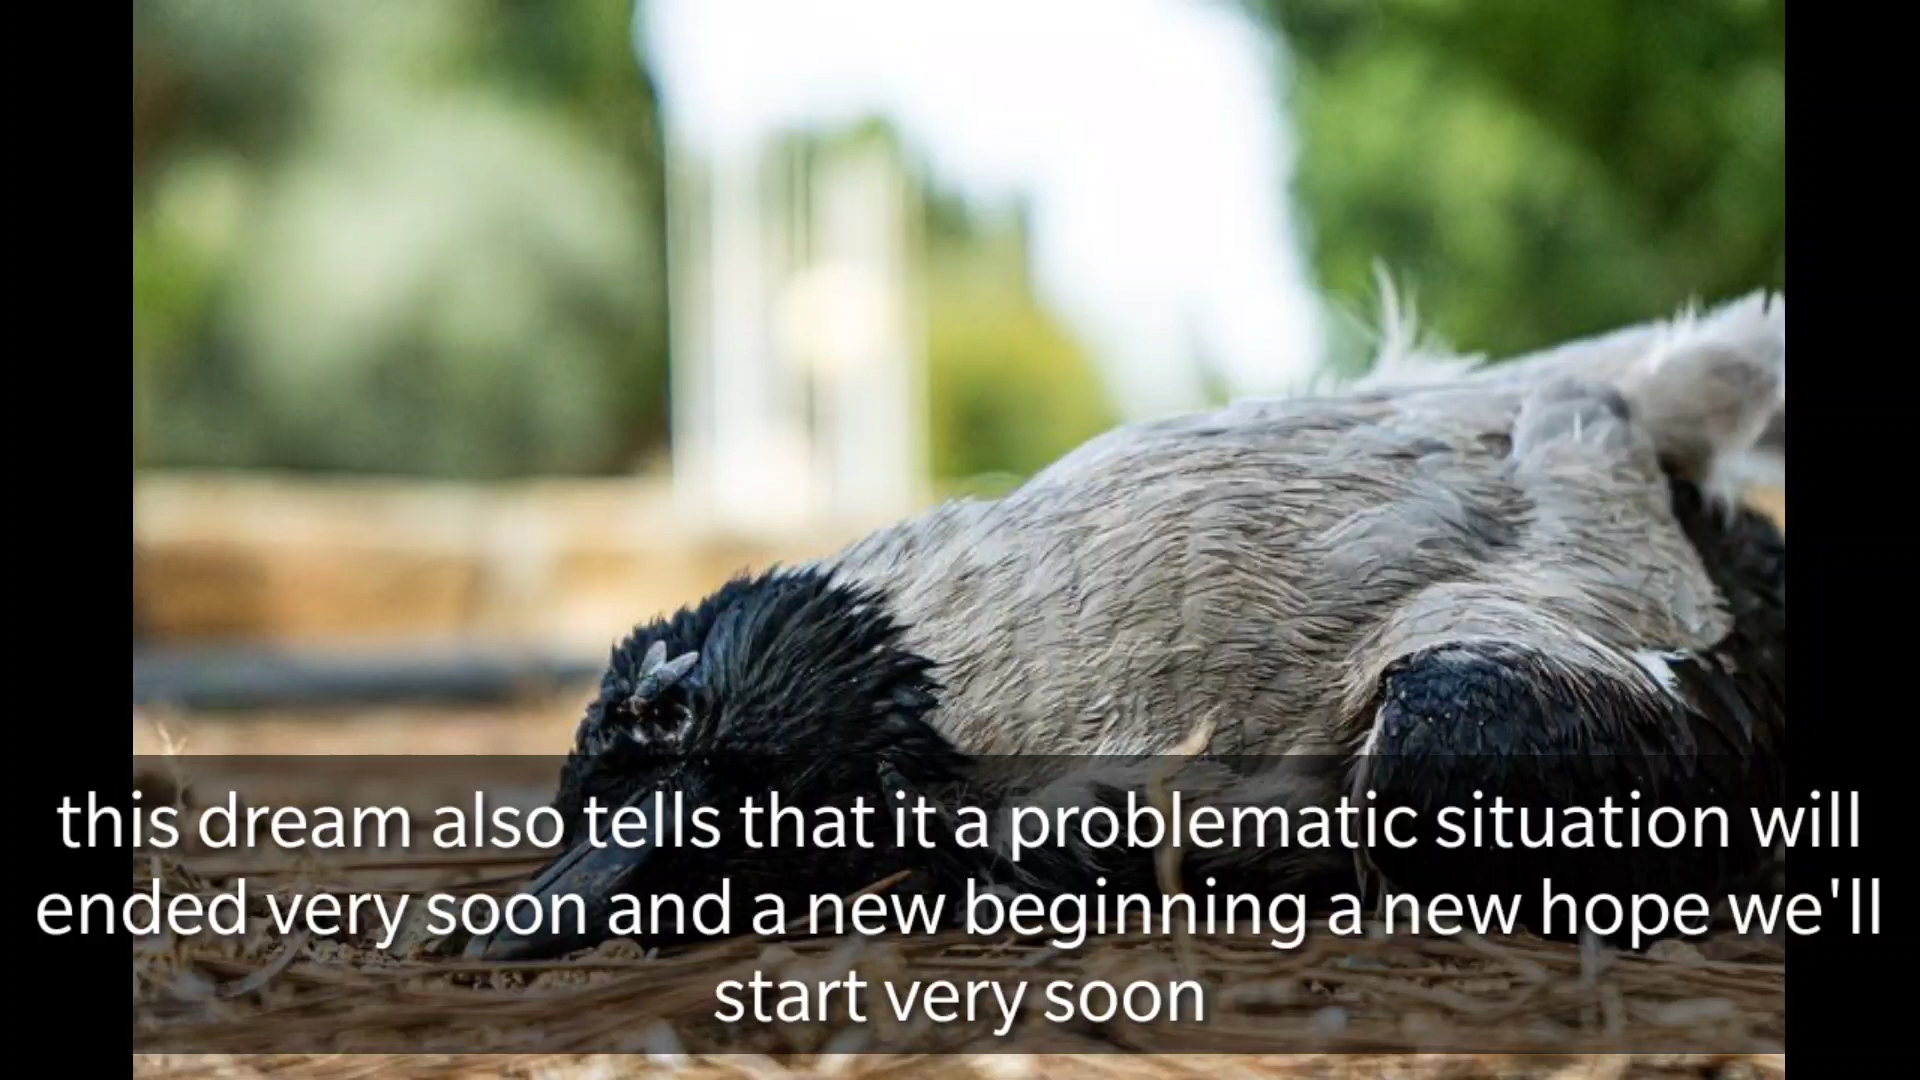 this dream also tells that it a problematic situation will
ended very soon and a new beginning a new hope we'll
start very soon